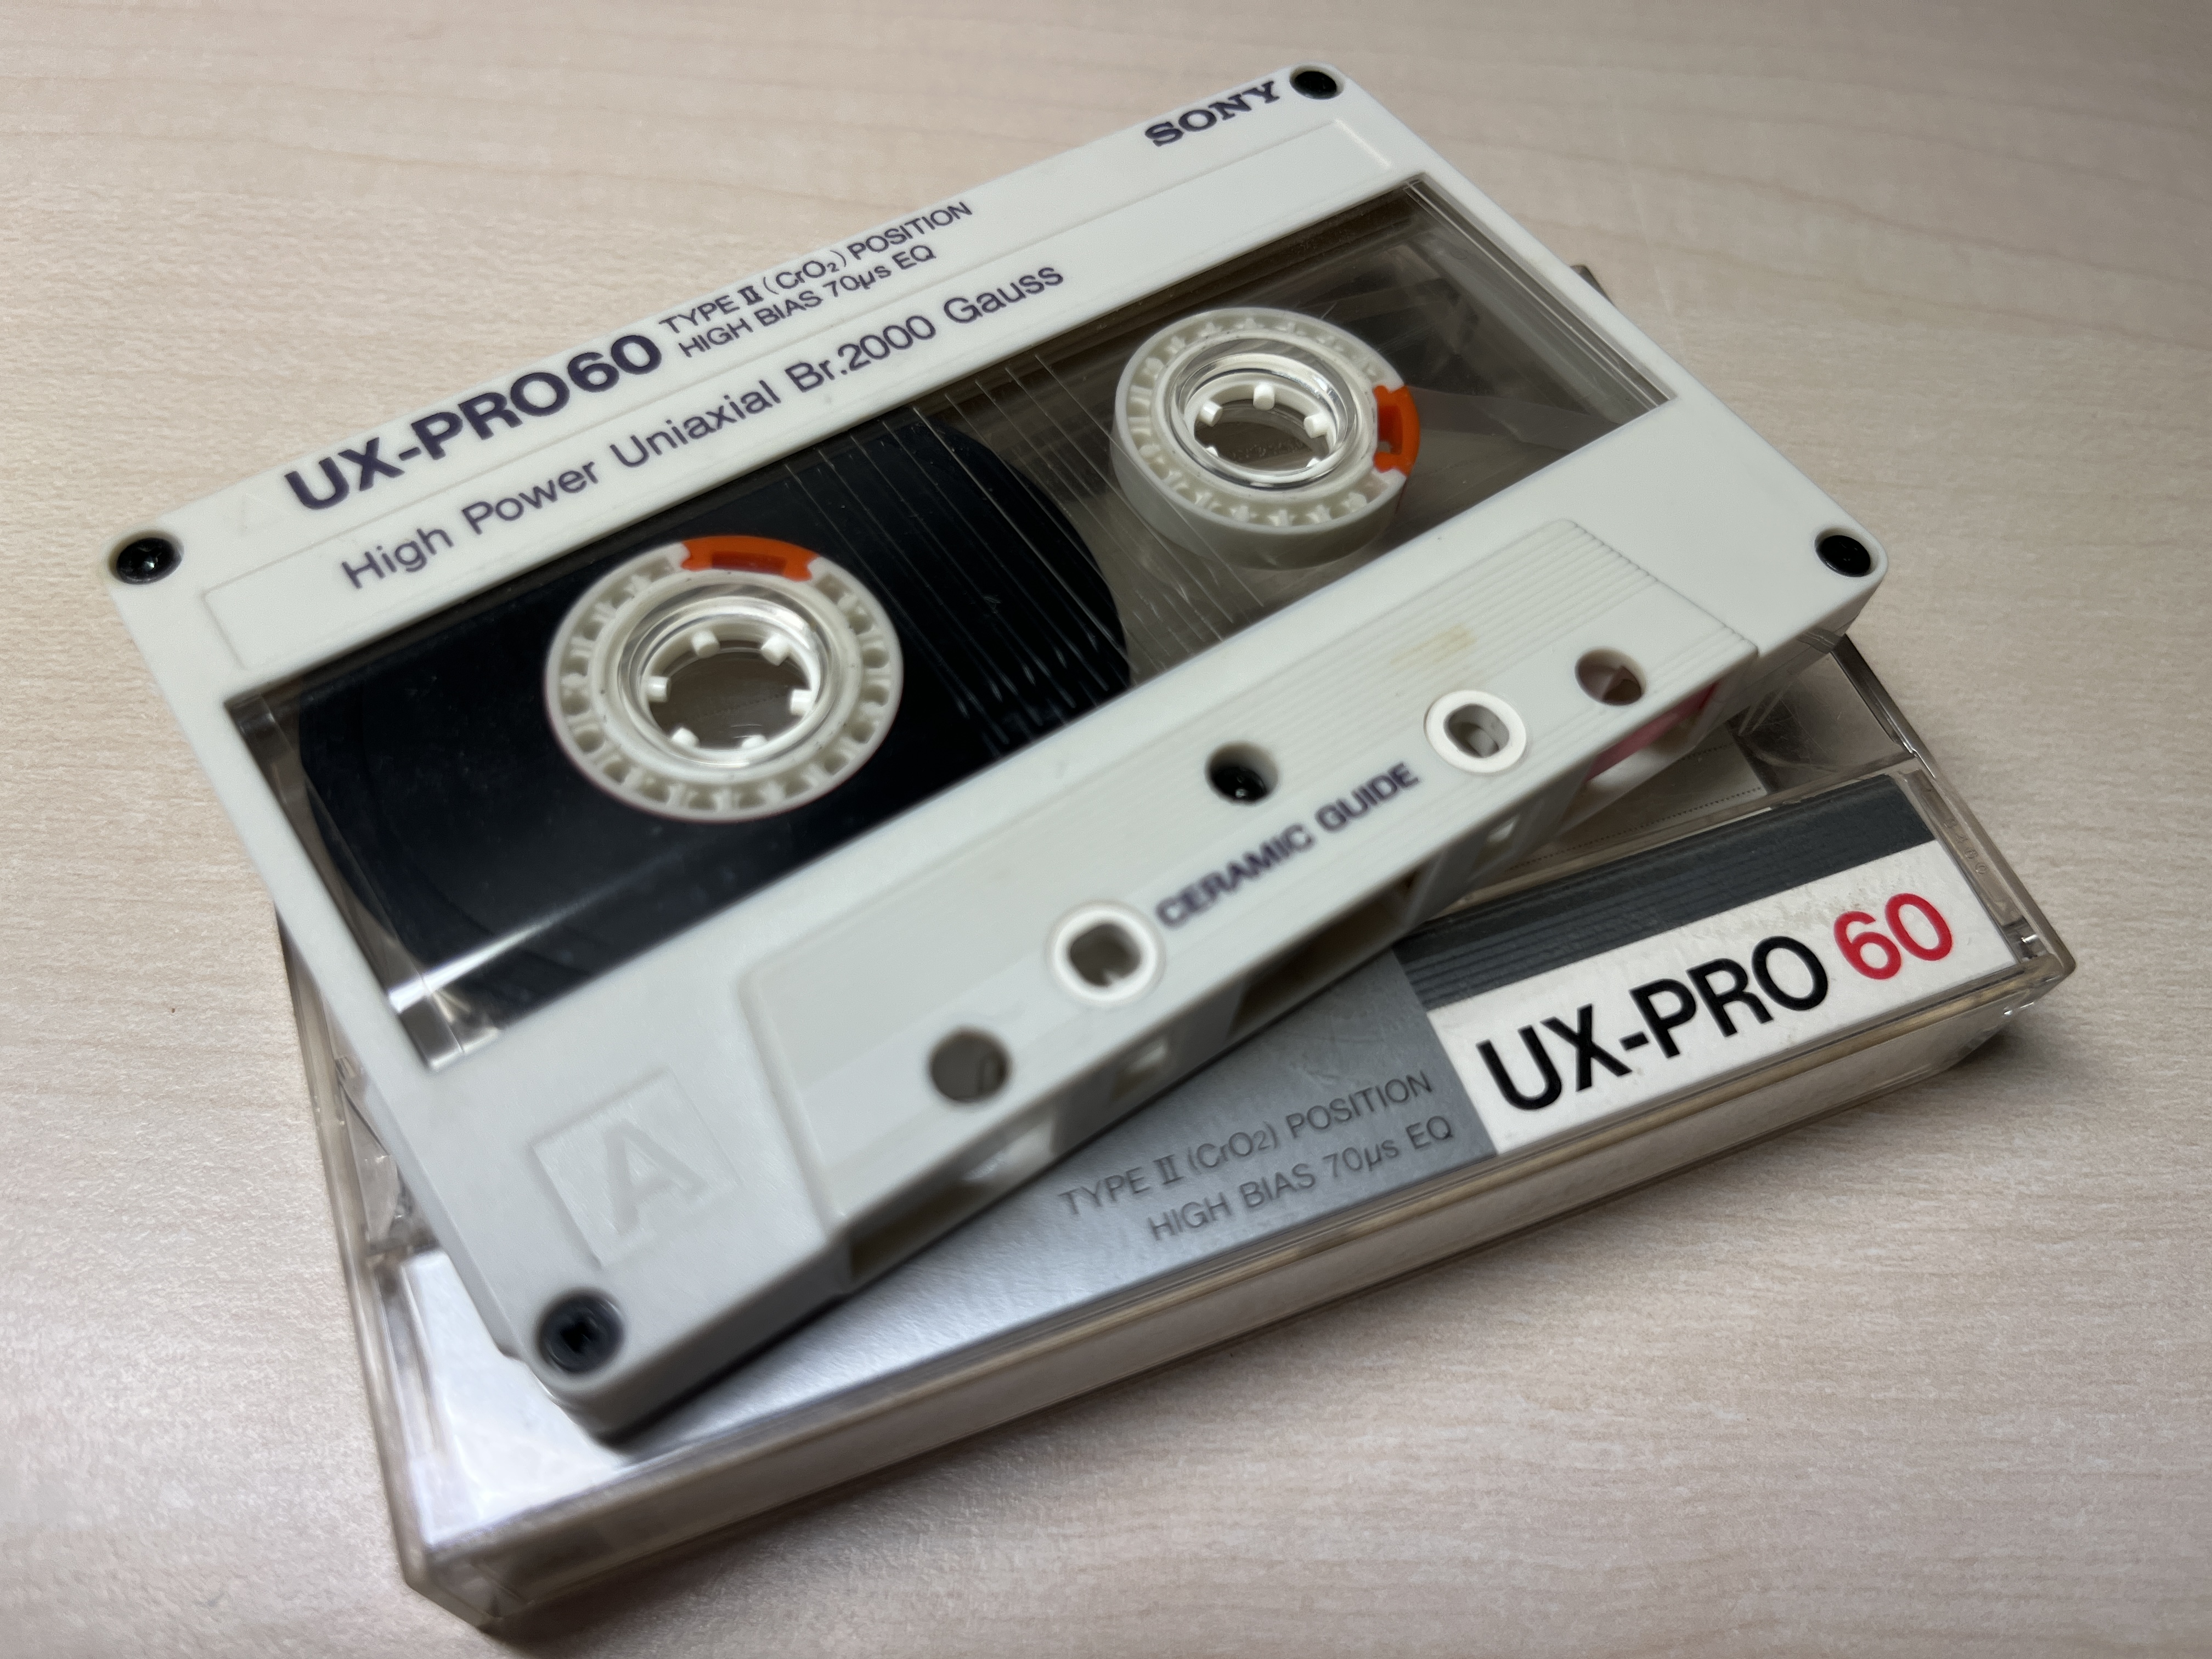 SONY
UX-PRO60
TYPE Ⅱ (CrO₂) POSITION
HIGH BIAS 70µs EQ
High Power Uniaxial Br.2000 Gauss
CERAMIC GUIDE
A
UX-PRO 60
TYPE Ⅱ (CrO2) POSITION
HIGH BIAS 70µs EQ